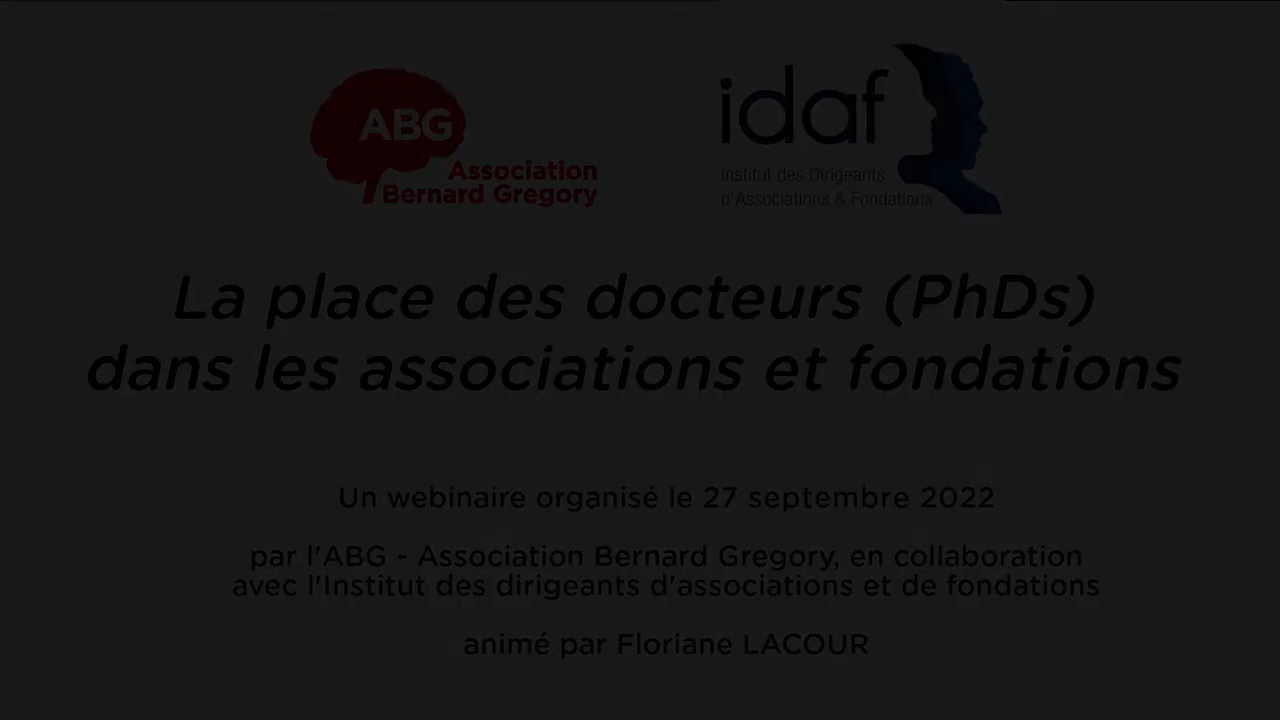 ABG
Association
Bernard Gregory
idaf
Institut des Dirigeants
d'Associations & Fondations
La place des docteurs (PhDs)
dans les associations et fondations
Un webinaire organisé le 27 septembre 2022
par l'ABG - Association Bernard Gregory, en collaboration
avec l'Institut des dirigeants d'associations et de fondations
animé par Floriane LACOUR